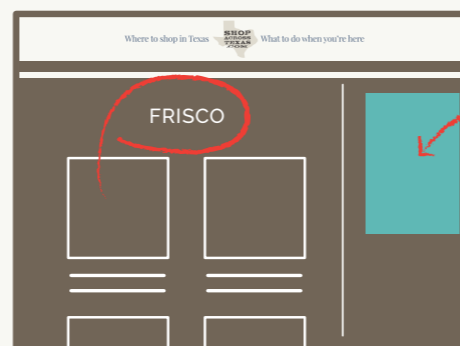 Where to shop in Texas
SHOP
ACROSS
TEXAS
.COM
What to do when you're here
FRISCO